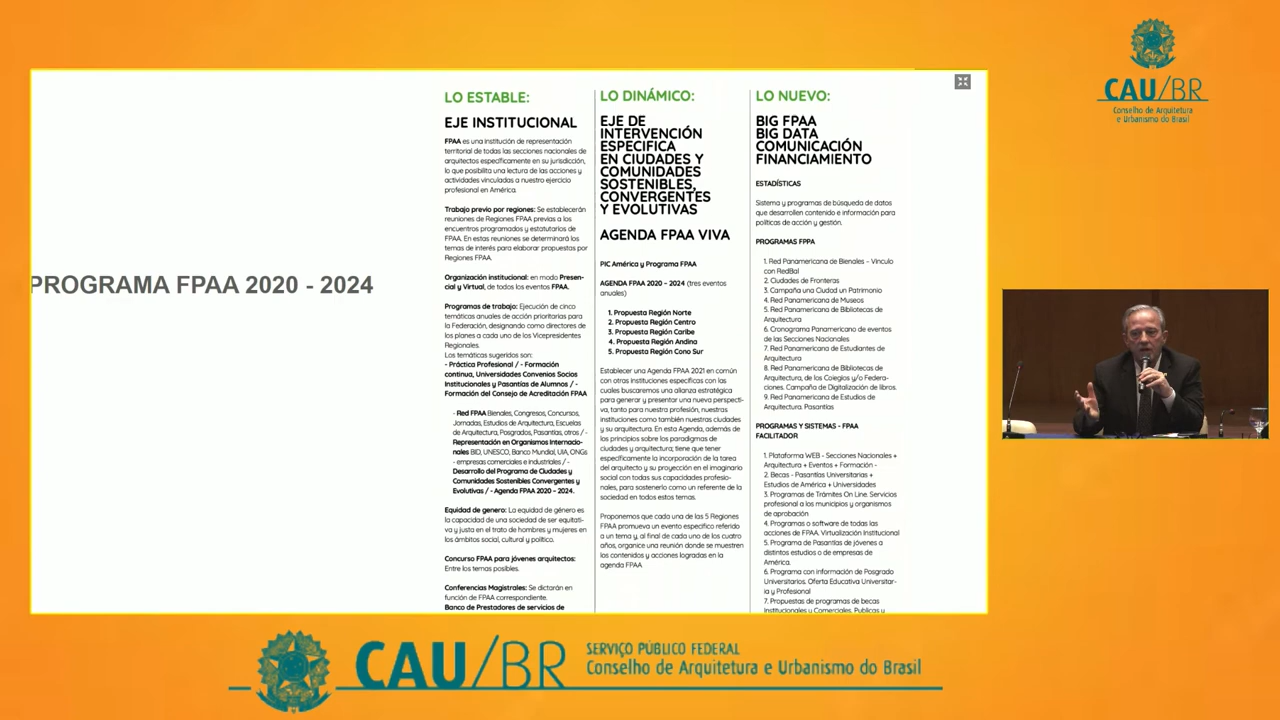 CAU/BR
Conselho de Arquitetura
e Urbanismo do Brasil
PROGRAMA FPAA 2020 - 2024
LO ESTABLE:
EJE INSTITUCIONAL
FPAA es una institución de representación
territorial de todas las secciones nacionales de
arquitectos específicamente en su jurisdicción,
lo que posibilita una lectura de las acciones y
actividades vinculadas a nuestro ejercicio
profesional en América.
Trabajo previo por regiones: Se establecerán
reuniones de Regiones FPAA previas a los
encuentros programados y estatutarios de
FPAA. En estas reuniones se determinará los
temas de interés para elaborar propuestas por
Regiones FPAA.
Organización institucional: en modo Presen-
cial y Virtual, de todos los eventos FPAA.
Programas de trabajo: Ejecución de cinco
temáticas anuales de acción prioritarias para
la Federación, designando como directores de
los planes a cada uno de los Vicepresidentes
Regionales.
Los temáticas sugeridos son:
- Práctica Profesional / - Formación
continua, Universidades Convenios Socios
Institucionales y Pasantías de Alumnos / -
Formación del Consejo de Acreditación FPAA
- Red FPAA Bienales, Congresos, Concursos,
Jornadas, Estudios de Arquitectura, Escuelas
de Arquitectura, Posgrados, Pasantías, otros / -
Representación en Organismos Internacio-
nales BID, UNESCO, Banco Mundial, UIA, ONGs
- empresas comerciales e Industriales / -
Desarrollo del Programa de Ciudades y
Comunidades Sostenibles Convergentes y
Evolutivas / - Agenda FPAA 2020 – 2024.
Equidad de genero: La equidad de género es
la capacidad de una sociedad de ser equitati-
va y justa en el trato de hombres y mujeres en
los ámbitos social, cultural y político.
Concurso FPAA para jóvenes arquitectos:
Entre los temas posibles.
Conferencias Magistrales: Se dictarán en
función de FPAA correspondiente.
Banco de Prestadores de servicios de
LO DINÁMICO:
EJE DE
INTERVENCIÓN
ESPECIFICA
EN CIUDADES Y
COMUNIDADES
SOSTENIBLES,
CONVERGENTES
Y EVOLUTIVAS
AGENDA FPAA VIVA
PIC América y Programa FPAA
AGENDA FPAA 2020 – 2024 (tres eventos
anuales)
1. Propuesta Región Norte
2. Propuesta Región Centro
3. Propuesta Región Caribe
4. Propuesta Región Andina
5. Propuesta Región Cono Sur
Establecer una Agenda FPAA 2021 en común
con otras instituciones específicas con las
cuales buscaremos una alianza estratégica
para generar y presentar una nueva perspecti-
va, tanto para nuestra profesión, nuestras
instituciones como también nuestras ciudades
y su arquitectura. En esta Agenda, además de
los principios sobre los paradigmas de
ciudades y arquitectura; tiene que tener
específicamente la incorporación de la tarea
del arquitecto y su proyección en el imaginario
social con todas sus capacidades profesio-
nales, para sostenerlo como un referente de la
sociedad en todos estos temas.
Proponemos que cada una de las 5 Regiones
FPAA promueva un evento específico referido
a un tema y, al final de cada uno de los cuatro
años, organice una reunión donde se muestren
los contenidos y acciones logradas en la
agenda FPAA
LO NUEVO:
BIG FPAA
BIG DATA
COMUNICACIÓN
FINANCIAMIENTO
ESTADÍSTICAS
Sistema y programas de búsqueda de datos
que desarrollen contenido e información para
políticas de acción y gestión.
PROGRAMAS FPPA
1. Red Panamericana de Bienales – Vinculo
con RedBal
2. Ciudades de Fronteras
3. Campaña una Ciudad un Patrimonio
4. Red Panamericana de Museos
5. Red Panamericana de Bibliotecas de
Arquitectura
6. Cronograma Panamericano de eventos
de las Secciones Nacionales
7. Red Panamericana de Estudiantes de
Arquitectura
8. Red Panamericana de Bibliotecas de
Arquitectura, de los Colegios y/o Federa-
ciones. Campaña de Digitalización de libros.
9. Red Panamericana de Estudios de
Arquitectura. Pasantías
PROGRAMAS Y SISTEMAS - FPAA
FACILITADOR
1. Plataforma WEB - Secciones Nacionales +
Arquitectura + Eventos + Formación -
2. Becas - Pasantías Universitarias +
Estudios de América + Universidades
3. Programas de Trámites On Line. Servicios
profesional a los municipios y organismos
de aprobación
4. Programas o software de todas las
acciones de FPAA. Virtualización Institucional
5. Programa de Pasantías de jóvenes a
distintos estudios o de empresas de
América.
6. Programa con información de Posgrado
Universitarios. Oferta Educativa Universitar-
ia y Profesional
7. Propuestas de programas de becas
Institucionales y Comerciales, Publicas y
CAU/BR
SERVIÇO PÚBLICO FEDERAL
Conselho de Arquitetura e Urbanismo do Brasil